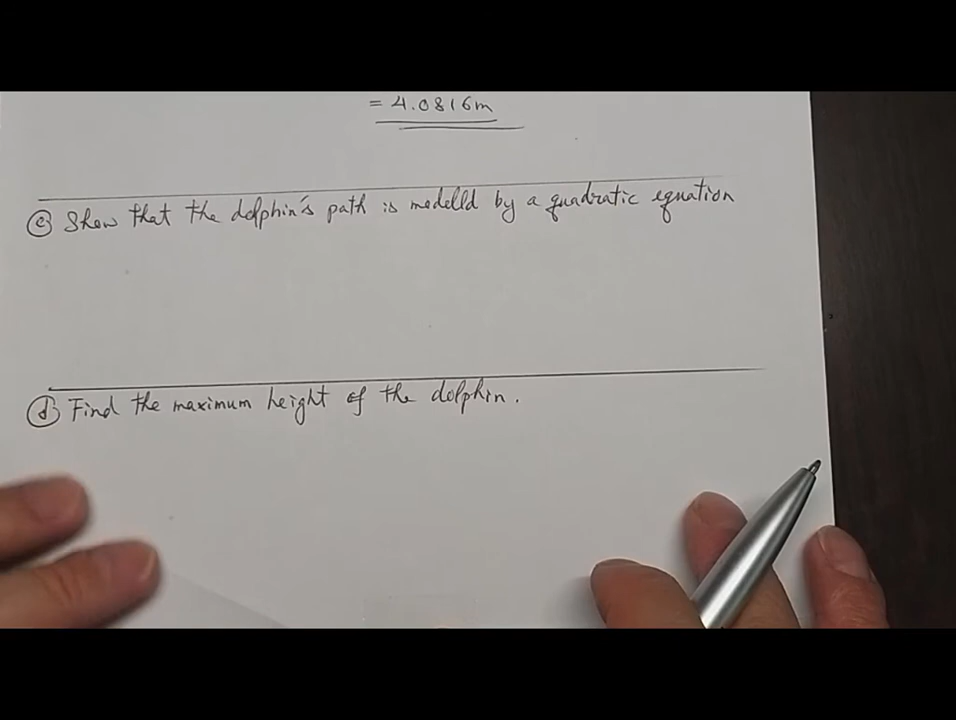 = 4.0816m
(c) Show that the dolphin's path is modelld by a quadratic equation
(d) Find the maximum height of the dolphin.